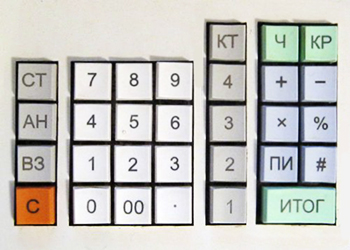 КТ Ч КР
СТ 7 8 9 4 + −
АН 4 5 6 3 × %
ВЗ 1 2 3 2 ПИ #
С 0 00 · 1 ИТОГ